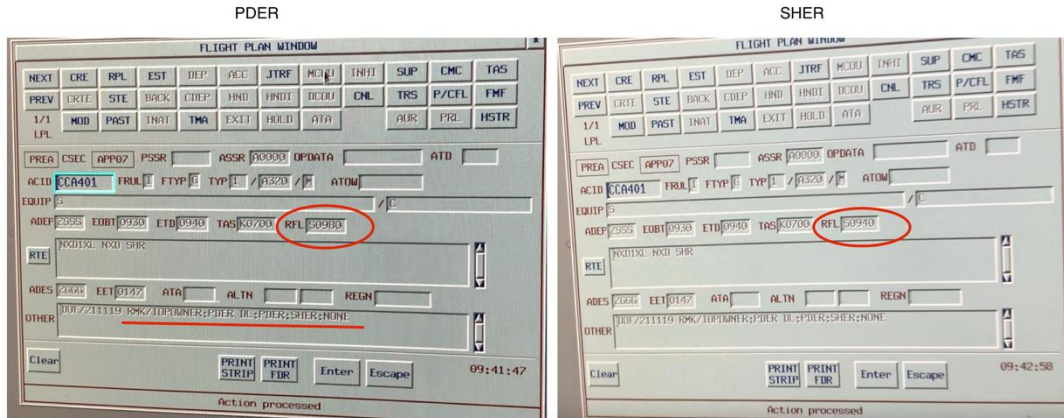 PDER
SHER
FLIGHT PLAN WINDOW
NEXT CRE RPL EST DEP ACC JTRF MCOU INHI SUP CMC TAS
PREV CRTE STE BACK CDEP HND HNDI DCOU CNL TRS P/CFL FMF
1/1 MOD PAST INAT TMA EXIT HOLD ATA AUR PRL HSTR
LPL
PREA CSEC APP07 PSSR ASSR A0000 OPDATA ATD
ACID CCA401 FRUL I FTYP G TYP 1 / A320 / M ATOW
EQUIP S / C
ADEP ZSSS EOBT 0930 ETD 0940 TAS K0700 RFL S0980
RTE NXD1XL NXD SHR
ADES ZGGG EET 0147 ATA ALTN REGN
OTHER DOF/211119 RMK/IOPOWNER;PDER DL;PDER;SHER;NONE
Clear PRINT STRIP PRINT FDR Enter Escape 09:41:47
Action processed
FLIGHT PLAN WINDOW
NEXT CRE RPL EST DEP ACC JTRF MCOU INHI SUP CMC TAS
PREV CRTE STE BACK CDEP HND HNDI DCOU CNL TRS P/CFL FMF
1/1 MOD PAST INAT TMA EXIT HOLD ATA AUR PRL HSTR
LPL
PREA CSEC APP07 PSSR ASSR A0000 OPDATA ATD
ACID CCA401 FRUL I FTYP G TYP 1 / A320 / M ATOW
EQUIP S / C
ADEP ZSSS EOBT 0930 ETD 0940 TAS K0700 RFL S0940
RTE NXD1XL NXD SHR
ADES ZGGG EET 0147 ATA ALTN REGN
OTHER DOF/211119 RMK/IOPOWNER;PDER DL;PDER;SHER;NONE
Clear PRINT STRIP PRINT FDR Enter Escape 09:42:58
Action processed